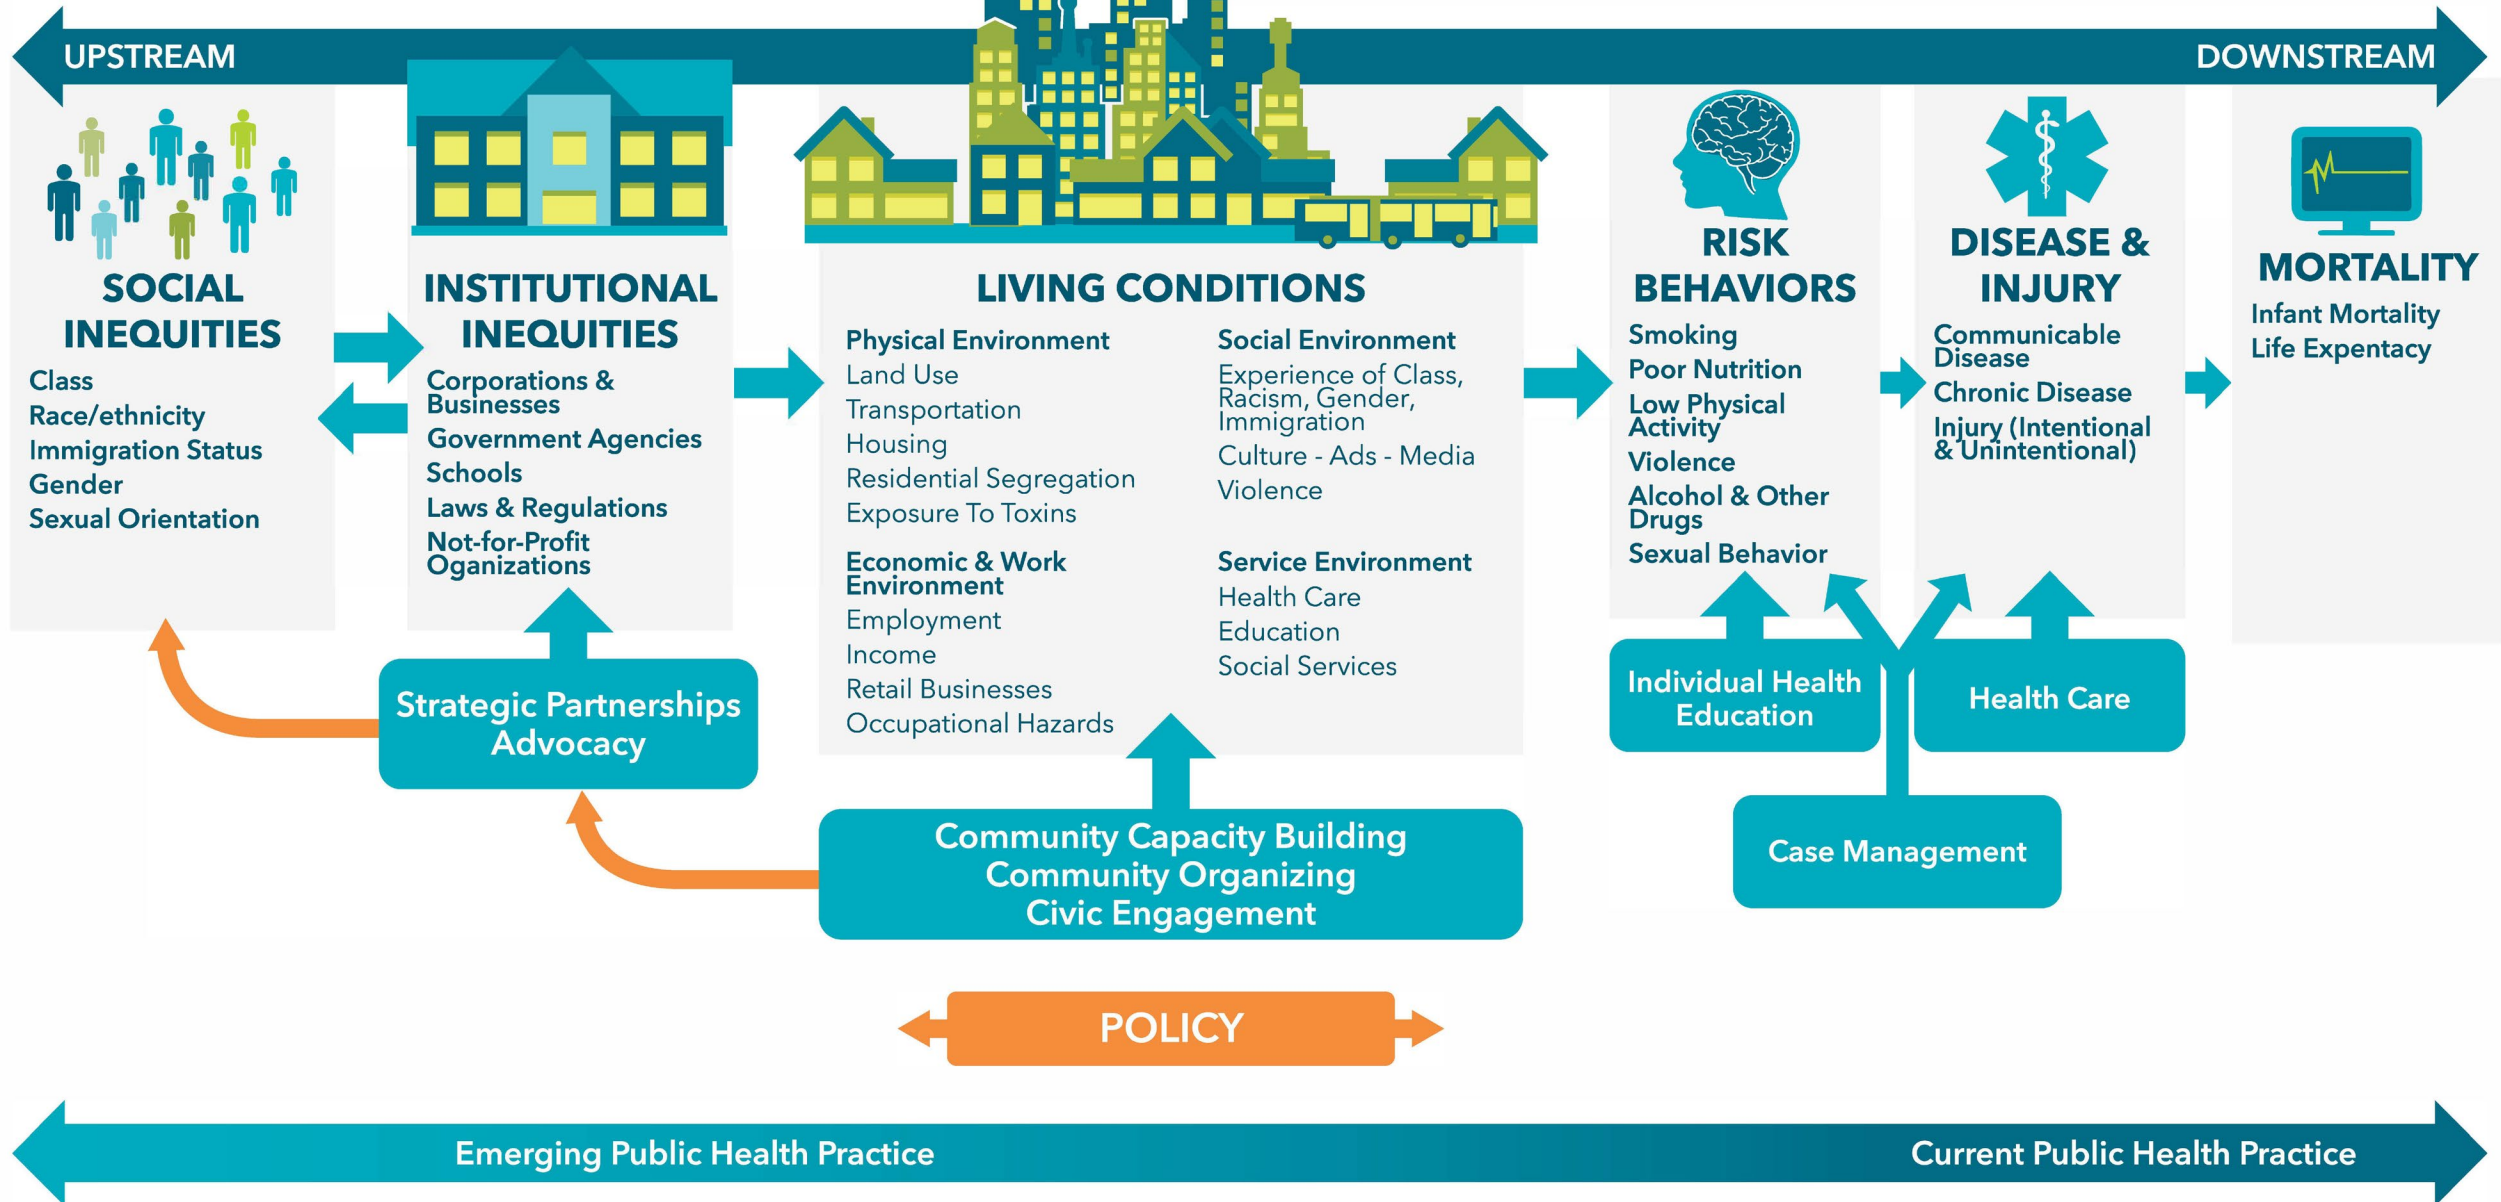 UPSTREAM
DOWNSTREAM
SOCIAL
INEQUITIES
Class
Race/ethnicity
Immigration Status
Gender
Sexual Orientation
INSTITUTIONAL
INEQUITIES
Corporations &
Businesses
Government Agencies
Schools
Laws & Regulations
Not-for-Profit
Oganizations
LIVING CONDITIONS
Physical Environment
Land Use
Transportation
Housing
Residential Segregation
Exposure To Toxins
Economic & Work
Environment
Employment
Income
Retail Businesses
Occupational Hazards
Social Environment
Experience of Class,
Racism, Gender,
Immigration
Culture - Ads - Media
Violence
Service Environment
Health Care
Education
Social Services
RISK
BEHAVIORS
Smoking
Poor Nutrition
Low Physical
Activity
Violence
Alcohol & Other
Drugs
Sexual Behavior
DISEASE &
INJURY
Communicable
Disease
Chronic Disease
Injury (Intentional
& Unintentional)
MORTALITY
Infant Mortality
Life Expentacy
Strategic Partnerships
Advocacy
Community Capacity Building
Community Organizing
Civic Engagement
Individual Health
Education
Health Care
Case Management
POLICY
Emerging Public Health Practice
Current Public Health Practice